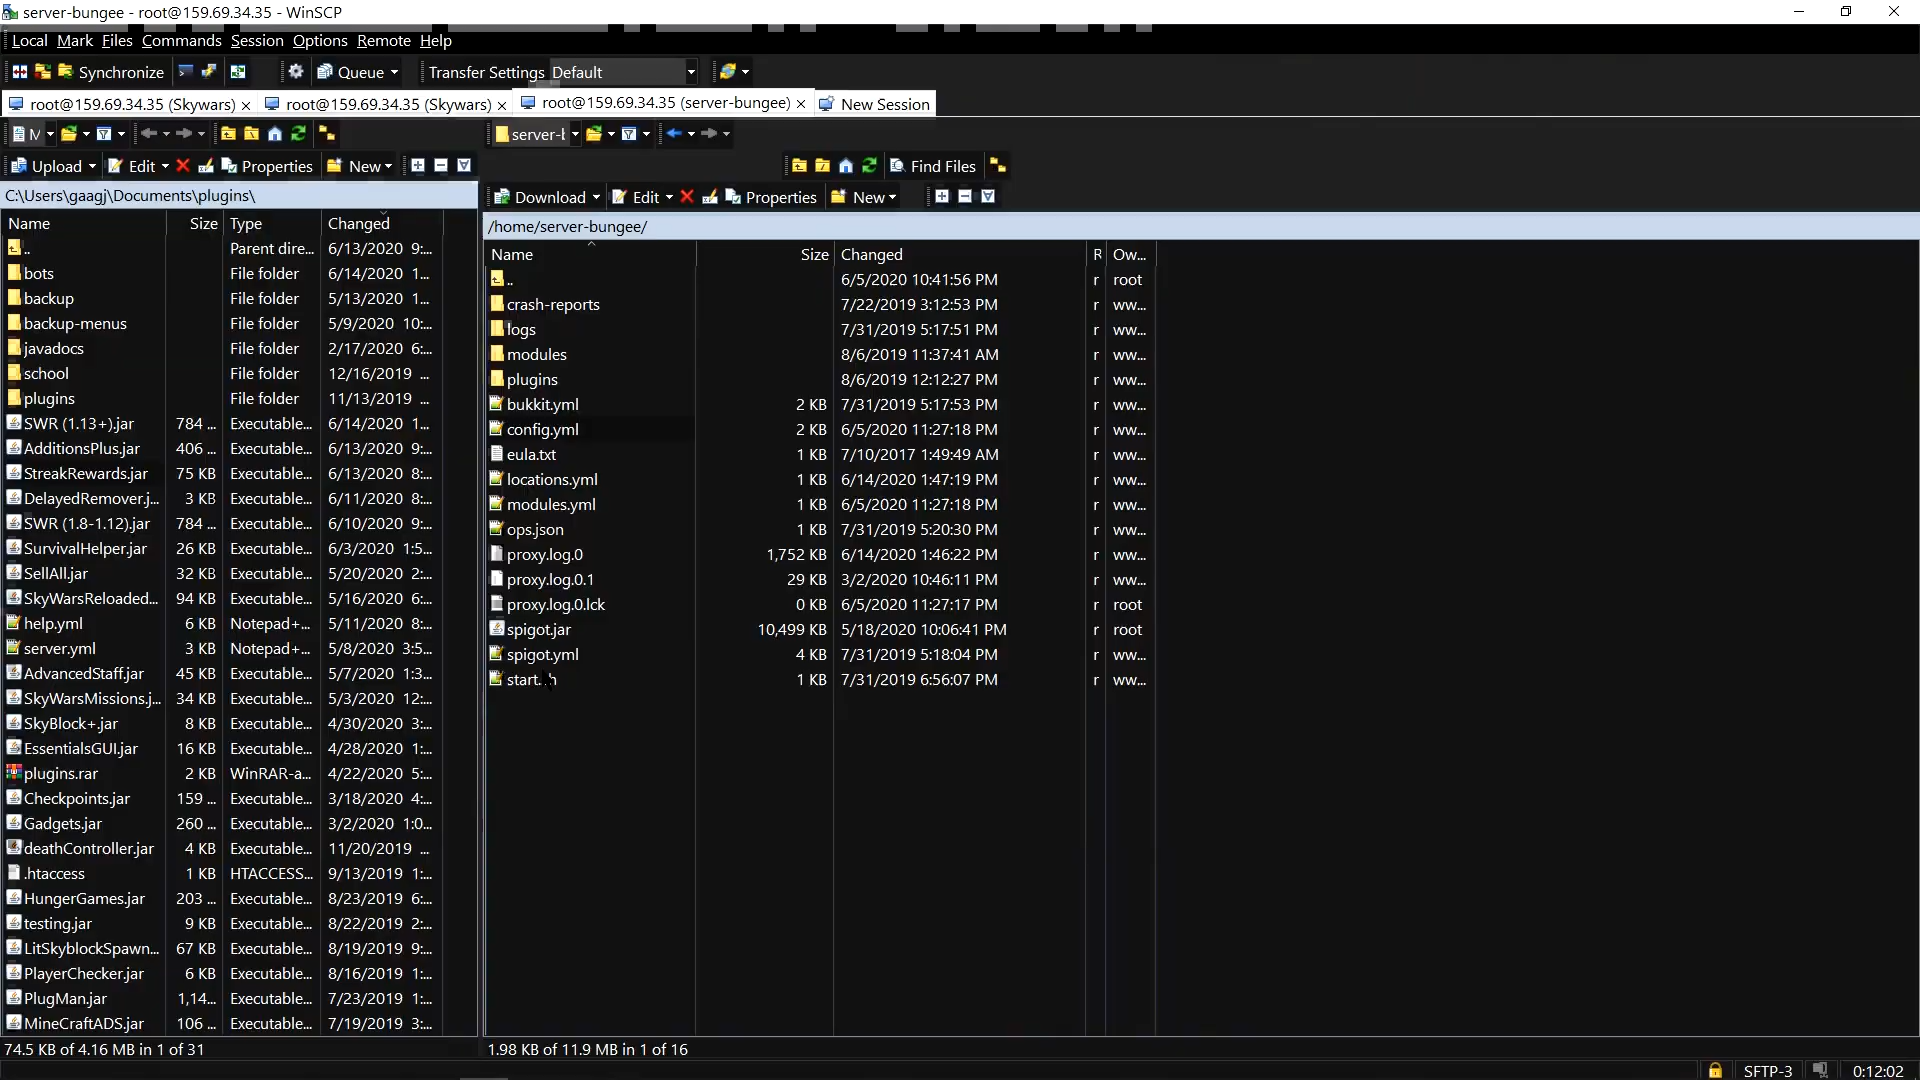 server-bungee - root@159.69.34.35 - WinSCP
Local Mark Files Commands Session Options Remote Help
Synchronize Queue Transfer Settings Default
root@159.69.34.35 (Skywars) root@159.69.34.35 (Skywars) root@159.69.34.35 (server-bungee) New Session
Upload Edit Properties New
C:\Users\gaagj\Documents\plugins\
Name Size Type Changed
.. Parent dire... 6/13/2020 9:...
bots File folder 6/14/2020 1...
backup File folder 5/13/2020 1...
backup-menus File folder 5/9/2020 10:...
javadocs File folder 2/17/2020 6:...
school File folder 12/16/2019 ...
plugins File folder 11/13/2019 ...
SWR (1.13+).jar 784 ... Executable... 6/14/2020 1...
AdditionsPlus.jar 406 ... Executable... 6/13/2020 9:...
StreakRewards.jar 75 KB Executable... 6/13/2020 8:...
DelayedRemover.j... 3 KB Executable... 6/11/2020 8:...
SWR (1.8-1.12).jar 784 ... Executable... 6/10/2020 9:...
SurvivalHelper.jar 26 KB Executable... 6/3/2020 1:5...
SellAll.jar 32 KB Executable... 5/20/2020 2:...
SkyWarsReloaded... 94 KB Executable... 5/16/2020 6:...
help.yml 6 KB Notepad+... 5/11/2020 8:...
server.yml 3 KB Notepad+... 5/8/2020 3:5...
AdvancedStaff.jar 45 KB Executable... 5/7/2020 1:3...
SkyWarsMissions.j... 34 KB Executable... 5/3/2020 12:...
SkyBlock+.jar 8 KB Executable... 4/30/2020 3:...
EssentialsGUI.jar 16 KB Executable... 4/28/2020 1:...
plugins.rar 2 KB WinRAR-a... 4/22/2020 5:...
Checkpoints.jar 159 ... Executable... 3/18/2020 4:...
Gadgets.jar 260 ... Executable... 3/2/2020 1:0...
deathController.jar 4 KB Executable... 11/20/2019 ...
.htaccess 1 KB HTACCESS... 9/13/2019 1:...
HungerGames.jar 203 ... Executable... 8/23/2019 6:...
testing.jar 9 KB Executable... 8/22/2019 2:...
LitSkyblockSpawn... 67 KB Executable... 8/19/2019 9:...
PlayerChecker.jar 6 KB Executable... 8/16/2019 1:...
PlugMan.jar 1,14... Executable... 7/23/2019 1:...
MineCraftADS.jar 106 ... Executable... 7/19/2019 3:...
74.5 KB of 4.16 MB in 1 of 31
Find Files
Download Edit Properties New
/home/server-bungee/
Name Size Changed R Ow...
.. 6/5/2020 10:41:56 PM r root
crash-reports 7/22/2019 3:12:53 PM r ww...
logs 7/31/2019 5:17:51 PM r ww...
modules 8/6/2019 11:37:41 AM r ww...
plugins 8/6/2019 12:12:27 PM r ww...
bukkit.yml 2 KB 7/31/2019 5:17:53 PM r ww...
config.yml 2 KB 6/5/2020 11:27:18 PM r ww...
eula.txt 1 KB 7/10/2017 1:49:49 AM r ww...
locations.yml 1 KB 6/14/2020 1:47:19 PM r ww...
modules.yml 1 KB 6/5/2020 11:27:18 PM r ww...
ops.json 1 KB 7/31/2019 5:20:30 PM r ww...
proxy.log.0 1,752 KB 6/14/2020 1:46:22 PM r ww...
proxy.log.0.1 29 KB 3/2/2020 10:46:11 PM r ww...
proxy.log.0.lck 0 KB 6/5/2020 11:27:17 PM r root
spigot.jar 10,499 KB 5/18/2020 10:06:41 PM r root
spigot.yml 4 KB 7/31/2019 5:18:04 PM r ww...
1 KB 7/31/2019 6:56:07 PM r ww...
1.98 KB of 11.9 MB in 1 of 16
SFTP-3 0:12:02